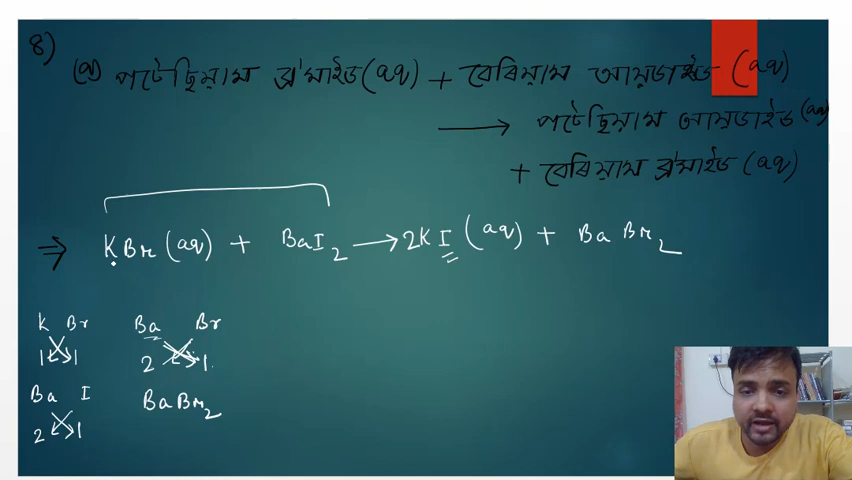 8)
(a) পটেছিয়াম ব্ৰ'মাইড (aq) + বেৰিয়াম আয়ডাইড (aq)
⟶ পটেছিয়াম আয়ডাইড (aq)
+ বেৰিয়াম ব্ৰ'মাইড (aq)
⇒ KBr (aq) + BaI₂ ⟶ 2KI (aq) + BaBr₂
K Br
1 1
Ba Br
2 1
Ba I
2 1
BaBr₂